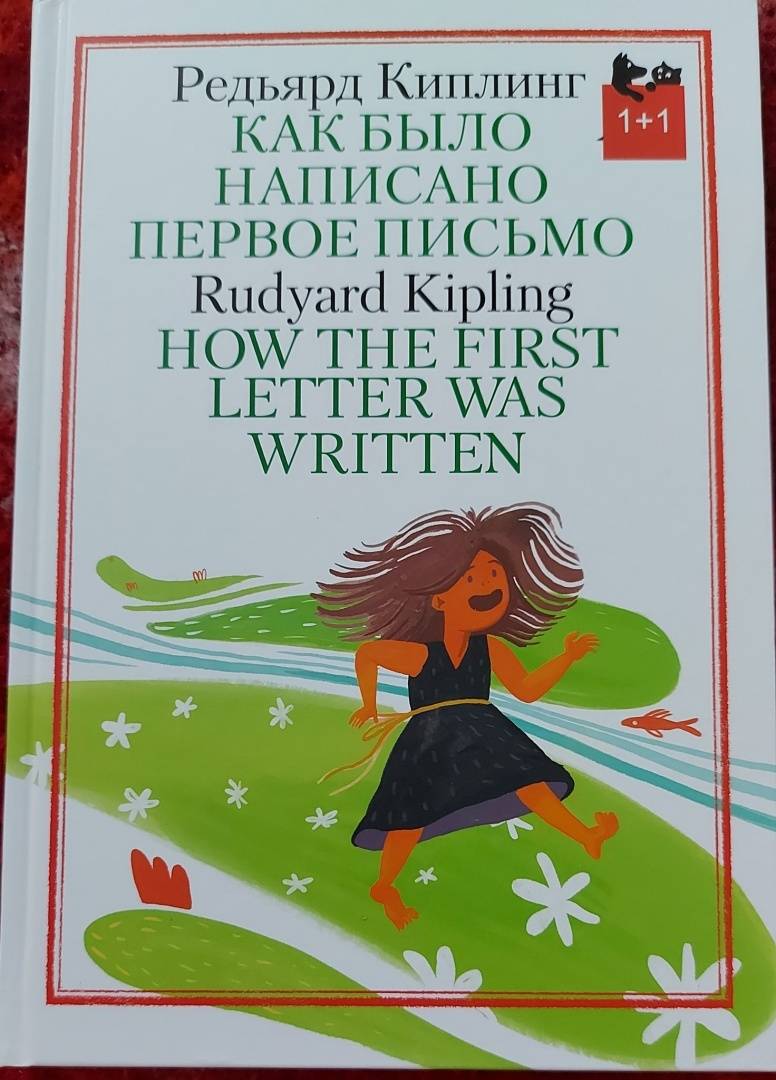 Редьярд Киплинг
1+1
КАК БЫЛО
НАПИСАНО
ПЕРВОЕ ПИСЬМО
Rudyard Kipling
HOW THE FIRST
LETTER WAS
WRITTEN